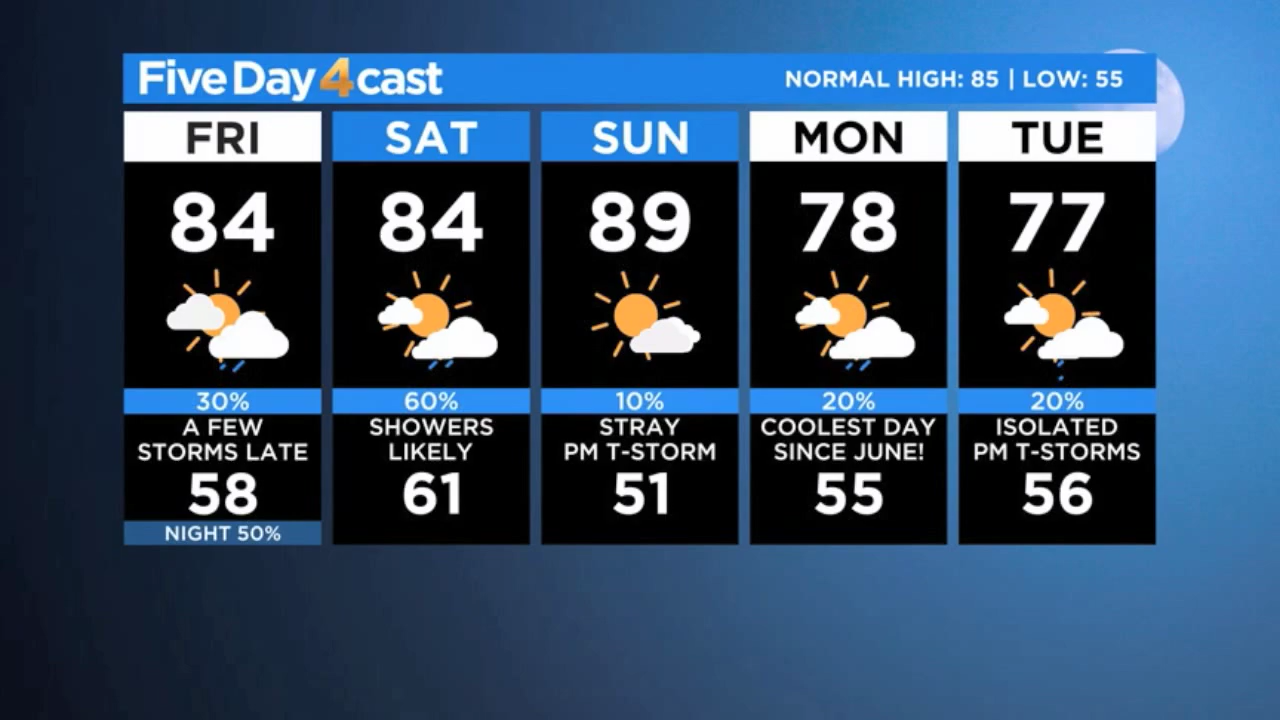 Five Day 4cast
NORMAL HIGH: 85 | LOW: 55
FRI
84
30%
A FEW
STORMS LATE
58
NIGHT 50%
SAT
84
60%
SHOWERS
LIKELY
61
SUN
89
10%
STRAY
PM T-STORM
51
MON
78
20%
COOLEST DAY
SINCE JUNE!
55
TUE
77
20%
ISOLATED
PM T-STORMS
56